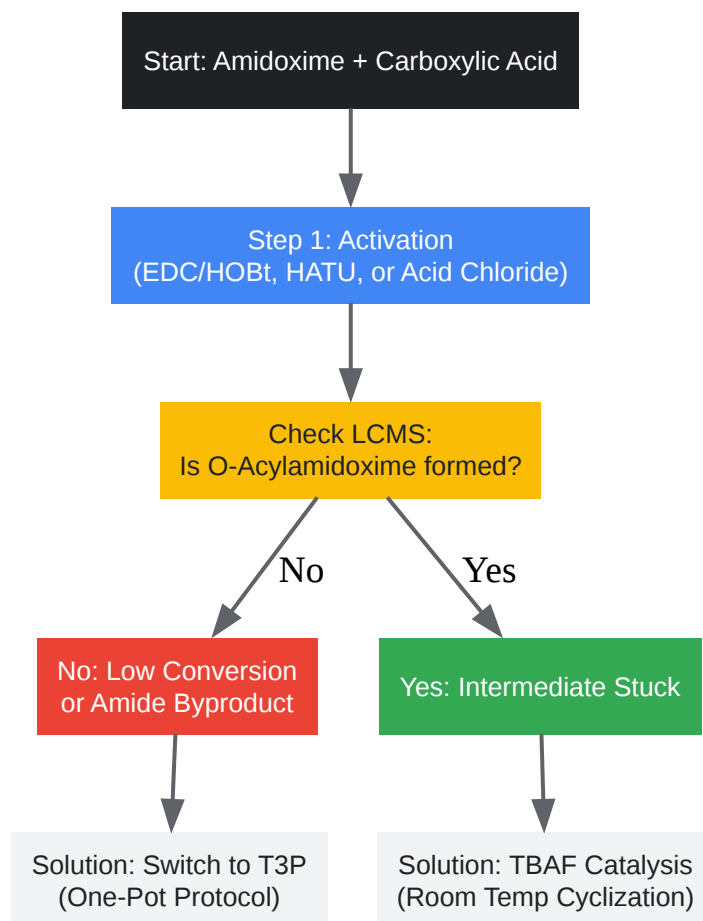 Start: Amidoxime + Carboxylic Acid
Step 1: Activation
(EDC/HOBt, HATU, or Acid Chloride)
Check LCMS:
Is O-Acylamidoxime formed?
No
Yes
No: Low Conversion
or Amide Byproduct
Yes: Intermediate Stuck
Solution: Switch to T3P
(One-Pot Protocol)
Solution: TBAF Catalysis
(Room Temp Cyclization)